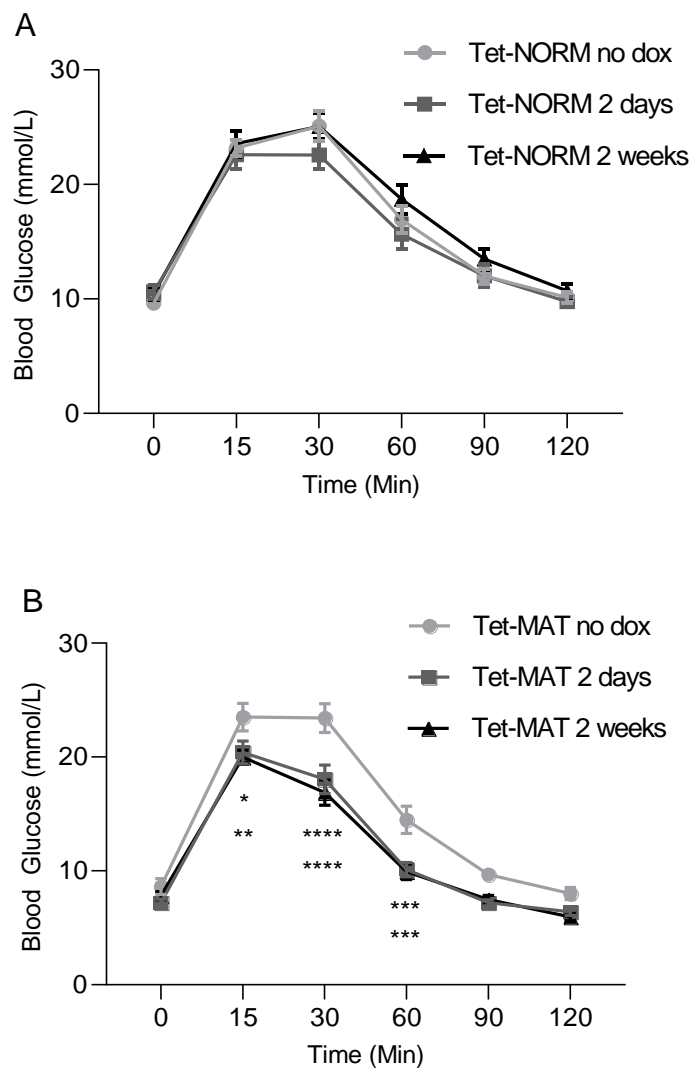 A
Tet-NORM no dox
Tet-NORM 2 days
Tet-NORM 2 weeks
30
20
10
0
Blood Glucose (mmol/L)
0 15 30 60 90 120
Time (Min)
B
Tet-MAT no dox
Tet-MAT 2 days
Tet-MAT 2 weeks
30
20
10
0
Blood Glucose (mmol/L)
*
** ****
****
***
***
0 15 30 60 90 120
Time (Min)